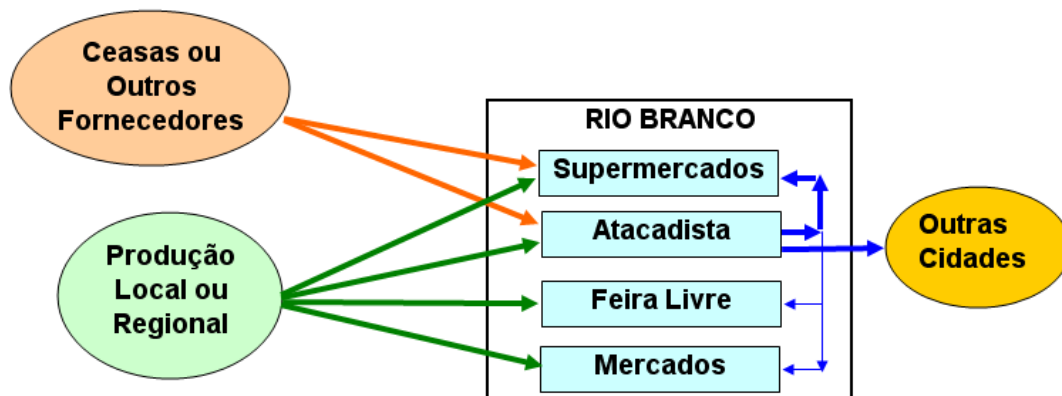 Ceasas ou
Outros
Fornecedores
RIO BRANCO
Supermercados
Atacadista
Outras
Cidades
Produção
Local ou
Regional
Feira Livre
Mercados